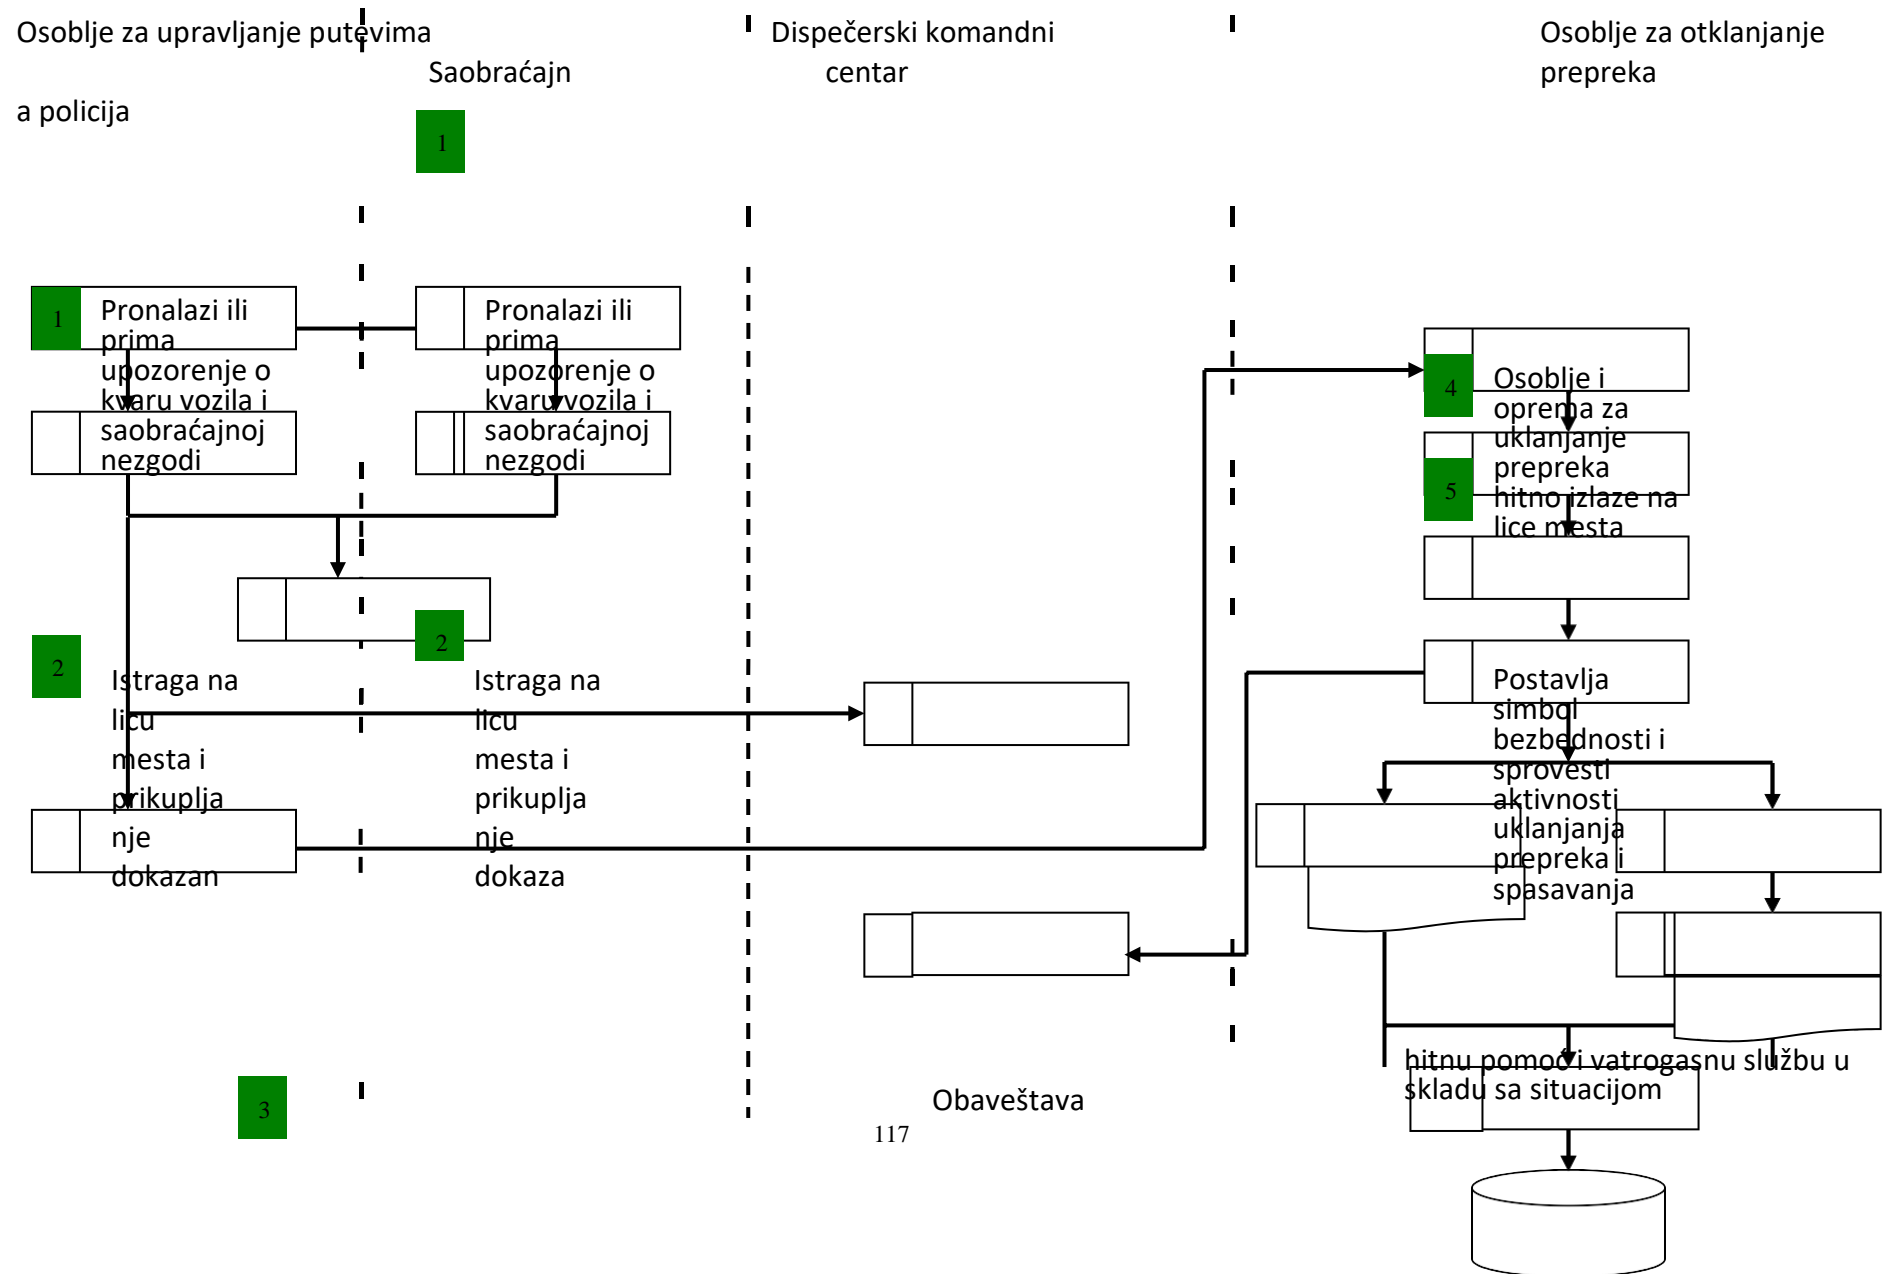 Osoblje za upravljanje putevima
Saobraćajn
a policija
Dispečerski komandni
centar
Osoblje za otklanjanje
prepreka
1
1
Pronalazi ili
prima
upozorenje o
kvaru vozila i
saobraćajnoj
nezgodi
Pronalazi ili
prima
upozorenje o
kvaru vozila i
saobraćajnoj
nezgodi
4
Osoblje i
oprema za
uklanjanje
prepreka
hitno izlaze na
lice mesta
5
2
Istraga na
licu
mesta i
prikuplja
nje
dokazan
2
Istraga na
licu
mesta i
prikuplja
nje
dokaza
Postavlja
simbol
bezbednosti i
sprovesti
aktivnosti
uklanjanja
prepreka i
spasavanja
3
Obaveštava
hitnu pomoć i vatrogasnu službu u
skladu sa situacijom
117